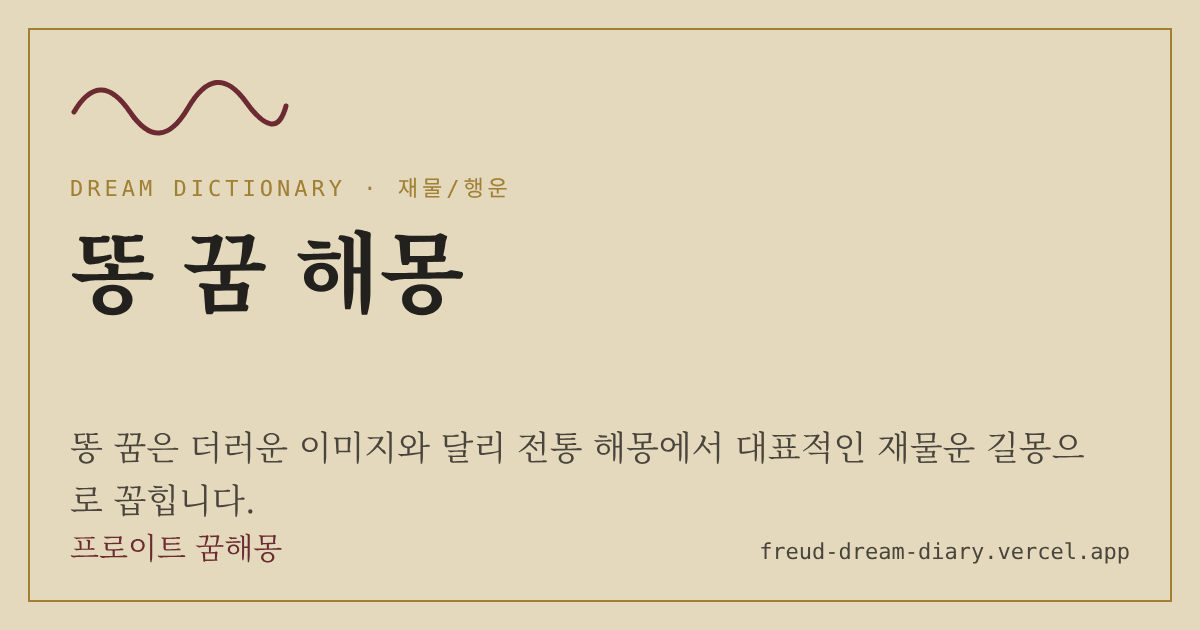 DREAM DICTIONARY · 재물/행운
똥 꿈 해몽
똥 꿈은 더러운 이미지와 달리 전통 해몽에서 대표적인 재물운 길몽으
로 꼽힙니다.
프로이트 꿈해몽
freud-dream-diary.vercel.app